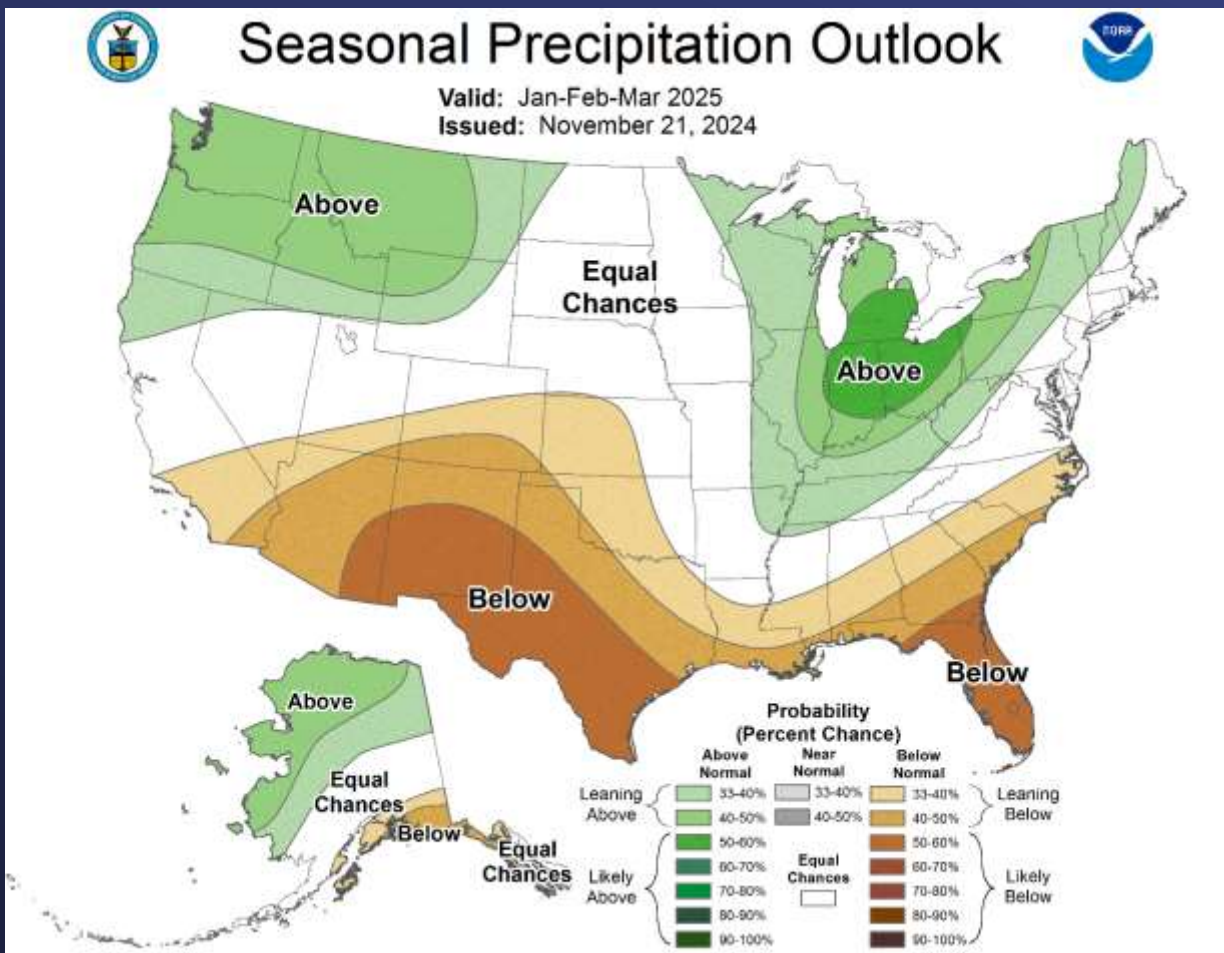 Seasonal Precipitation Outlook
NOAA
Valid: Jan-Feb-Mar 2025
Issued: November 21, 2024
Above
Equal
Chances
Above
Below
Below
Above
Equal
Chances
Below
Equal
Chances
Probability
(Percent Chance)
Above
Normal
Near
Normal
Below
Normal
Leaning
Above
33-40%
40-50%
33-40%
40-50%
33-40%
40-50%
Leaning
Below
Likely
Above
50-60%
60-70%
70-80%
80-90%
90-100%
Equal
Chances
50-60%
60-70%
70-80%
80-90%
90-100%
Likely
Below